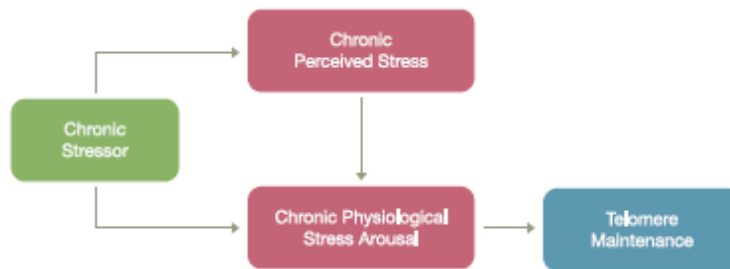 Chronic
Perceived Stress
Chronic
Stressor
Chronic Physiological
Stress Arousal
Telomere
Maintenance